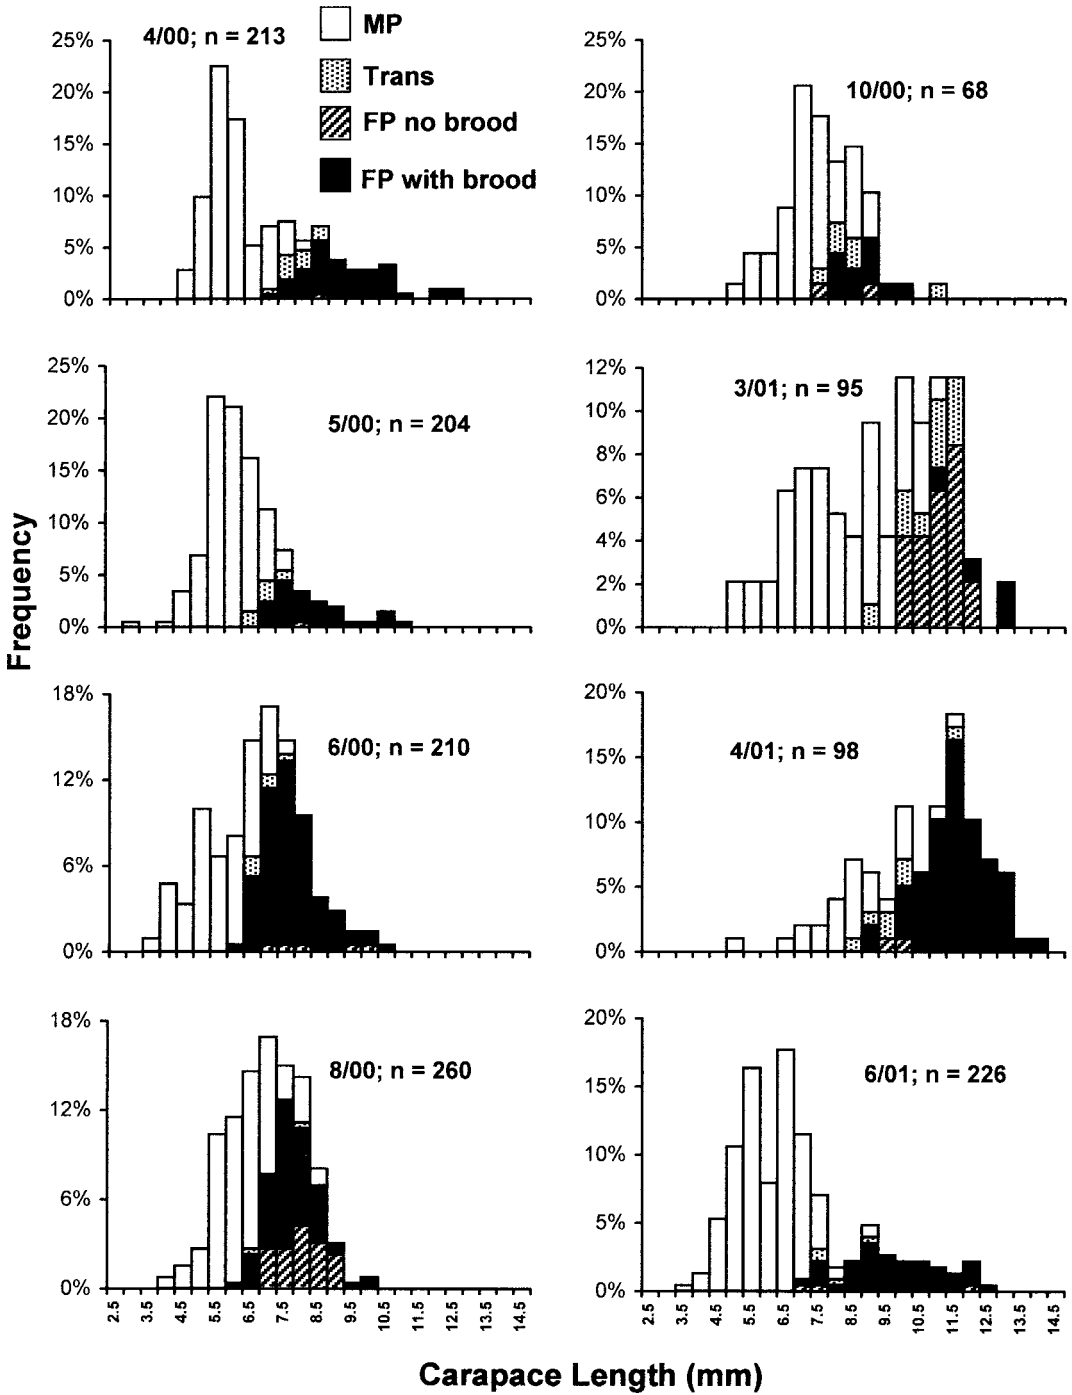 4/00; n = 213
MP
Trans
FP no brood
FP with brood
25%
20%
15%
10%
5%
0%
10/00; n = 68
25%
20%
15%
10%
5%
0%
5/00; n = 204
25%
20%
15%
10%
5%
0%
3/01; n = 95
12%
10%
8%
6%
4%
2%
0%
Frequency
6/00; n = 210
18%
12%
6%
0%
4/01; n = 98
20%
15%
10%
5%
0%
8/00; n = 260
18%
12%
6%
0%
2.5 3.5 4.5 5.5 6.5 7.5 8.5 9.5 10.5 11.5 12.5 13.5 14.5
6/01; n = 226
20%
15%
10%
5%
0%
2.5 3.5 4.5 5.5 6.5 7.5 8.5 9.5 10.5 11.5 12.5 13.5 14.5
Carapace Length (mm)